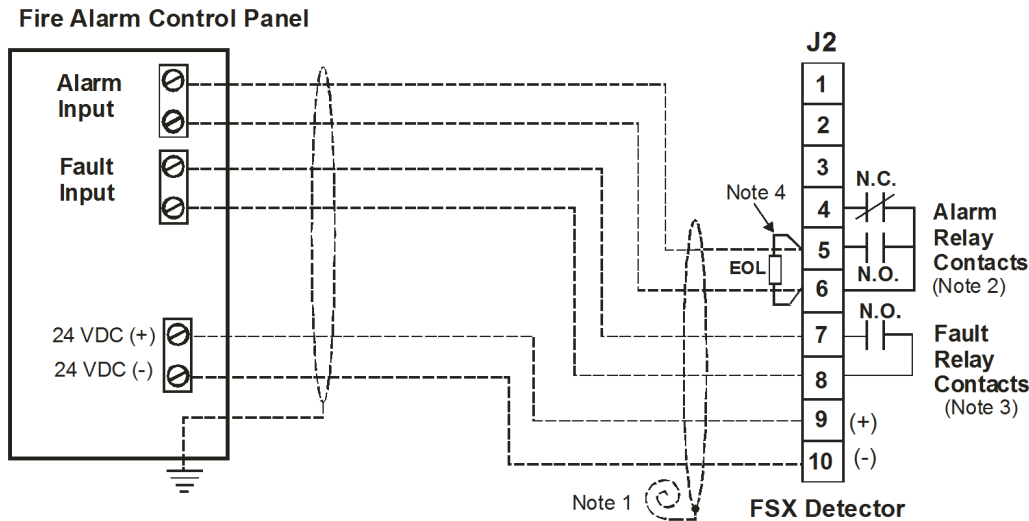 Fire Alarm Control Panel
J2
Alarm
Input
Fault
Input
24 VDC (+)
24 VDC (-)
Note 4
EOL
1
2
3
4
5
6
7
8
9
10
N.C.
N.O.
N.O.
(+)
(-)
Alarm
Relay
Contacts
(Note 2)
Fault
Relay
Contacts
(Note 3)
Note 1
FSX Detector